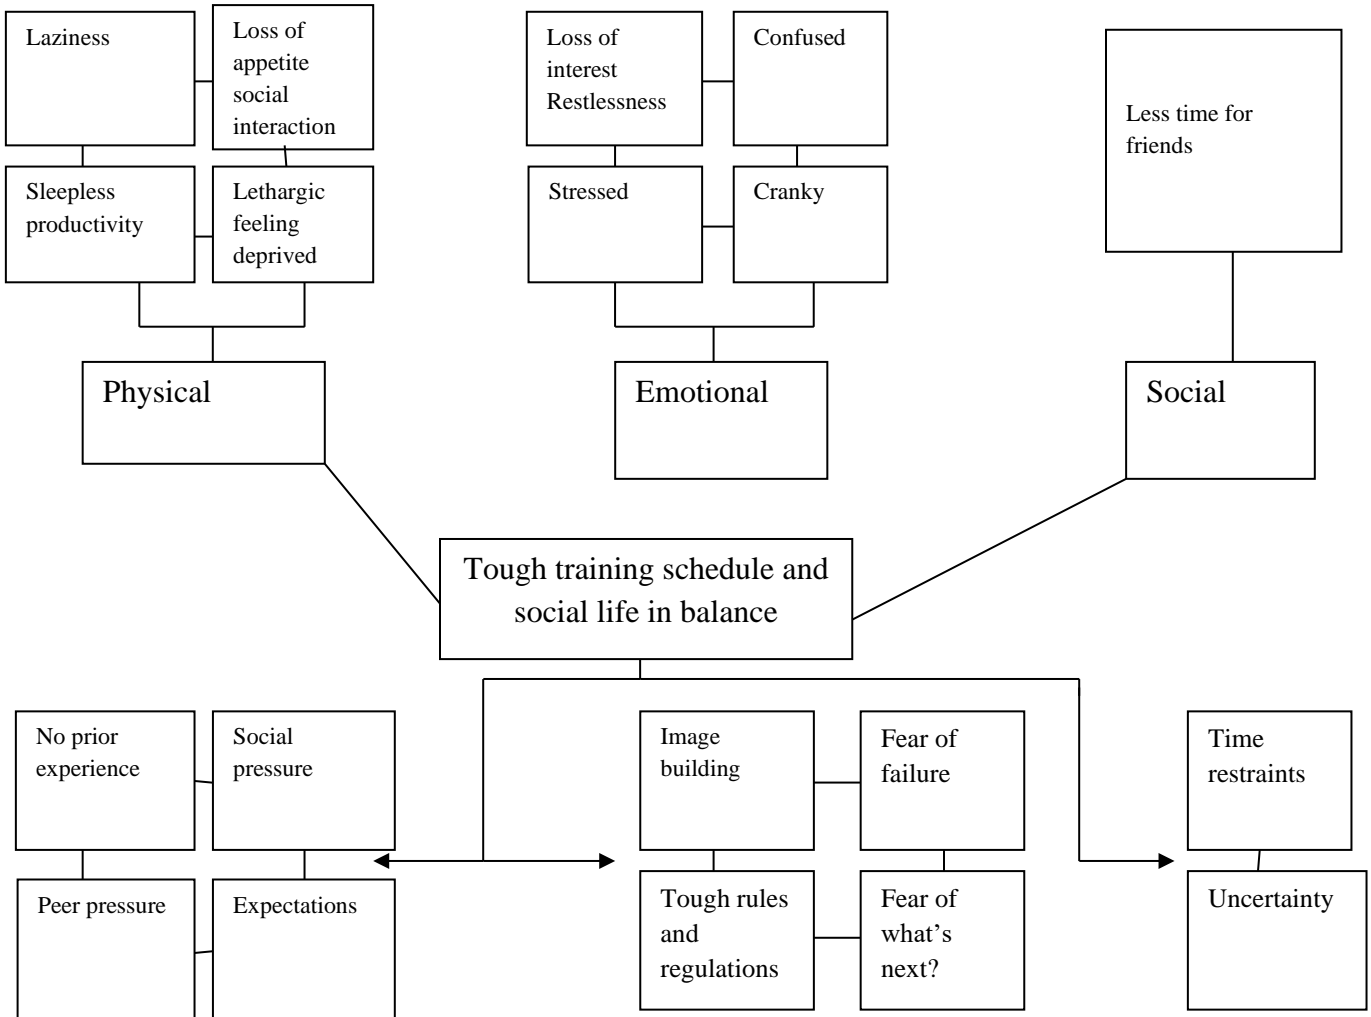 Laziness
Loss of
appetite
social
interaction
Sleepless
productivity
Lethargic
feeling
deprived
Physical
Loss of
interest
Restlessness
Confused
Stressed
Cranky
Emotional
Less time for
friends
Social
Tough training schedule and
social life in balance
No prior
experience
Social
pressure
Peer pressure
Expectations
Image
building
Fear of
failure
Tough rules
and
regulations
Fear of
what’s
next?
Time
restraints
Uncertainty